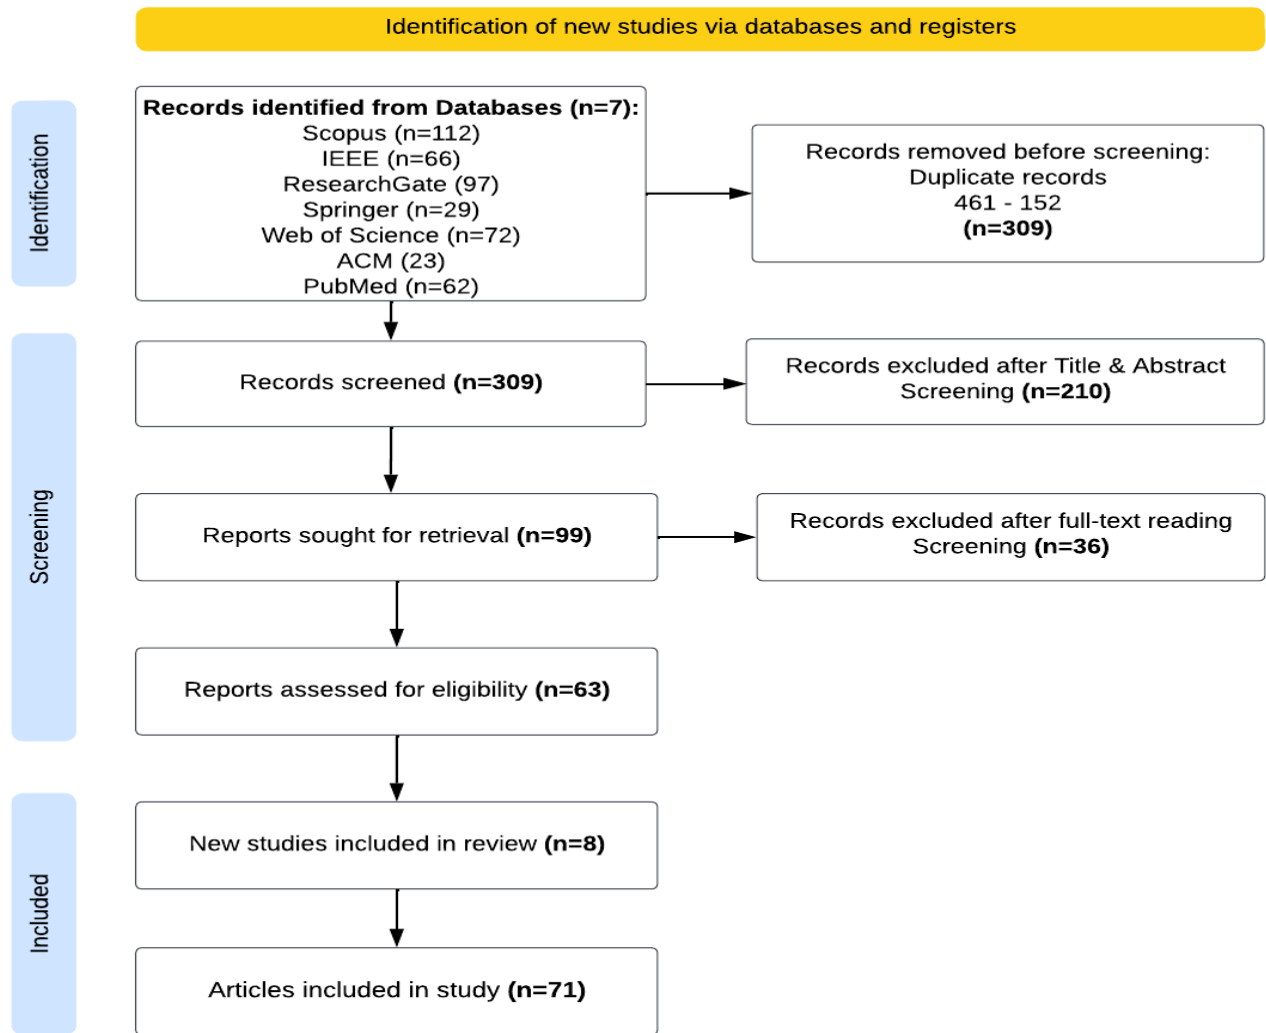 Identification of new studies via databases and registers
Identification
Records identified from Databases (n=7):
Scopus (n=112)
IEEE (n=66)
ResearchGate (97)
Springer (n=29)
Web of Science (n=72)
ACM (23)
PubMed (n=62)
Records removed before screening:
Duplicate records
461 - 152
(n=309)
Screening
Records screened (n=309)
Records excluded after Title & Abstract
Screening (n=210)
Reports sought for retrieval (n=99)
Records excluded after full-text reading
Screening (n=36)
Reports assessed for eligibility (n=63)
Included
New studies included in review (n=8)
Articles included in study (n=71)